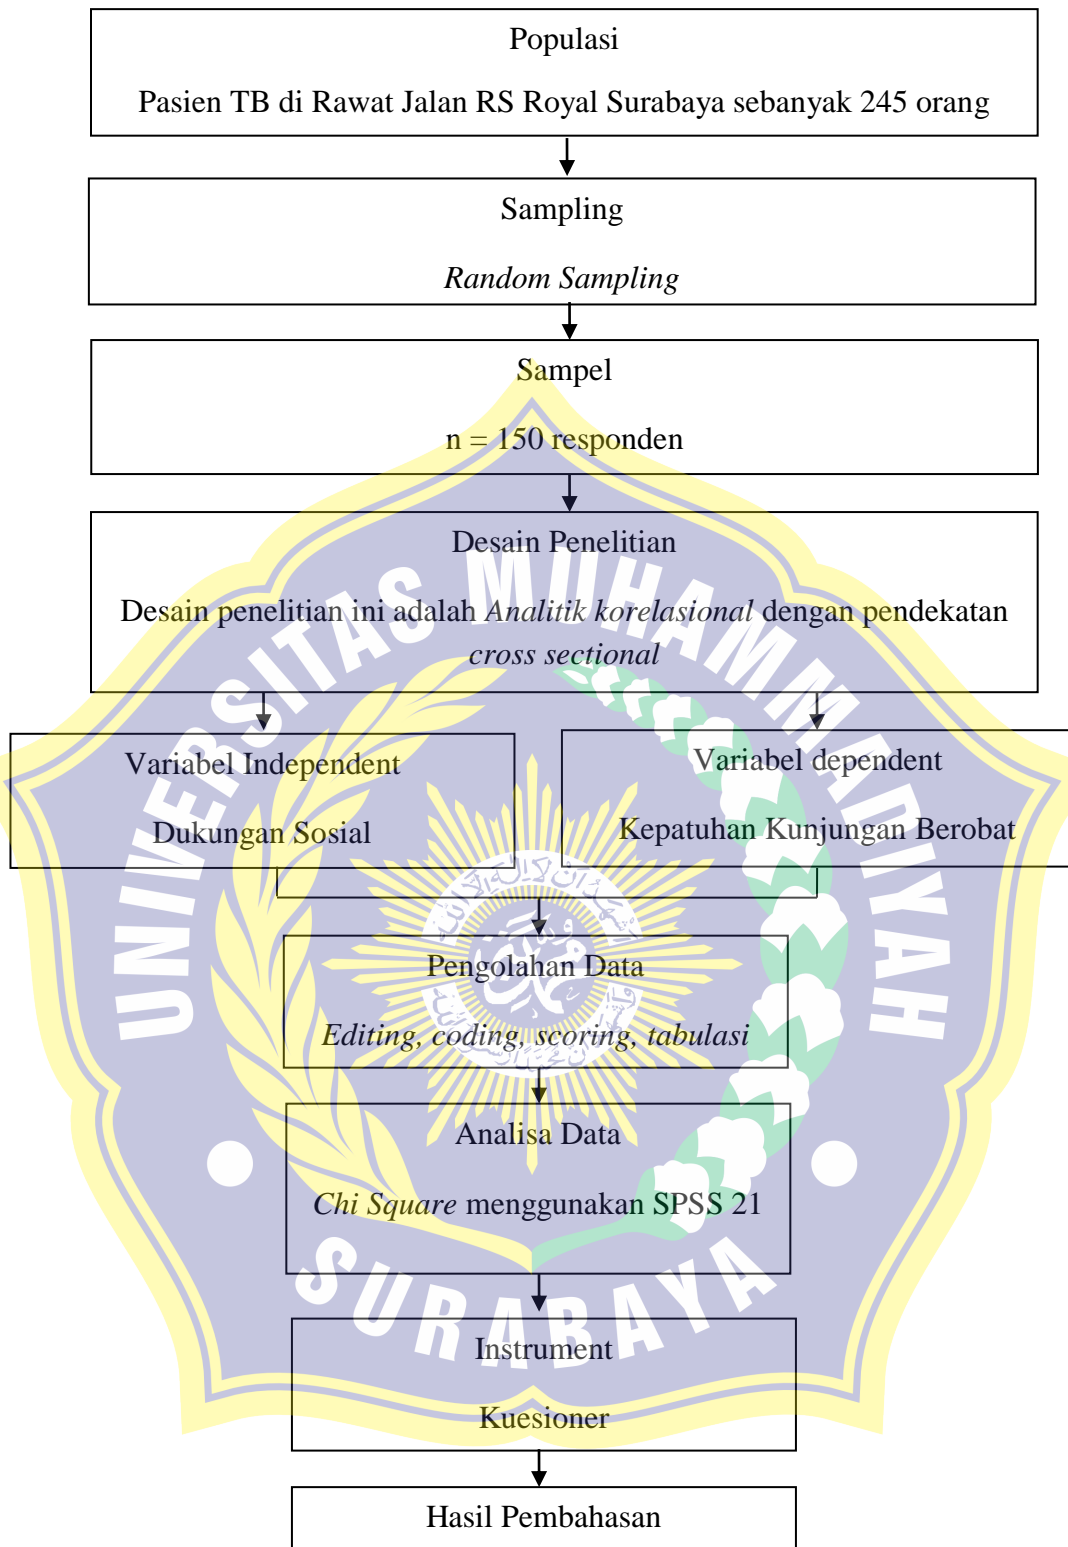 Populasi
Pasien TB di Rawat Jalan RS Royal Surabaya sebanyak 245 orang
Sampling
Random Sampling
Sampel
n = 150 responden
Desain Penelitian
Desain penelitian ini adalah Analitik korelasional dengan pendekatan
cross sectional
Variabel Independent
Dukungan Sosial
Variabel dependent
Kepatuhan Kunjungan Berobat
Pengolahan Data
Editing, coding, scoring, tabulasi
Analisa Data
Chi Square menggunakan SPSS 21
Instrument
Kuesioner
Hasil Pembahasan
UNIVERSITAS MUHAMMADIYAH
SURABAYA